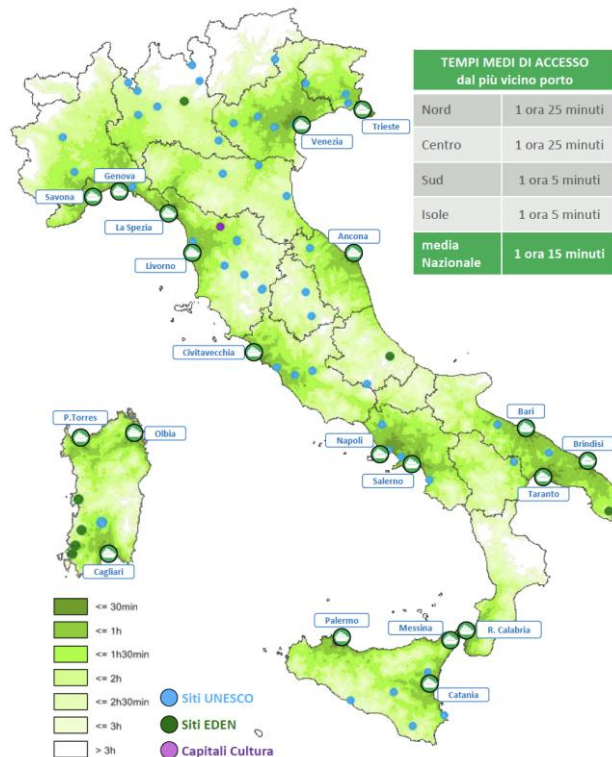 TEMPI MEDI DI ACCESSO
dal più vicino porto
Nord 1 ora 25 minuti
Centro 1 ora 25 minuti
Sud 1 ora 5 minuti
Isole 1 ora 5 minuti
media
Nazionale 1 ora 15 minuti
Trieste
Venezia
Genova
Savona
La Spezia
Ancona
Livorno
Civitavecchia
P.Torres
Olbia
Bari
Napoli
Brindisi
Salerno
Taranto
Cagliari
Palermo
Messina
R. Calabria
Catania
<= 30min
<= 1h
<= 1h30min
<= 2h
<= 2h30min
<= 3h
> 3h
Siti UNESCO
Siti EDEN
Capitali Cultura